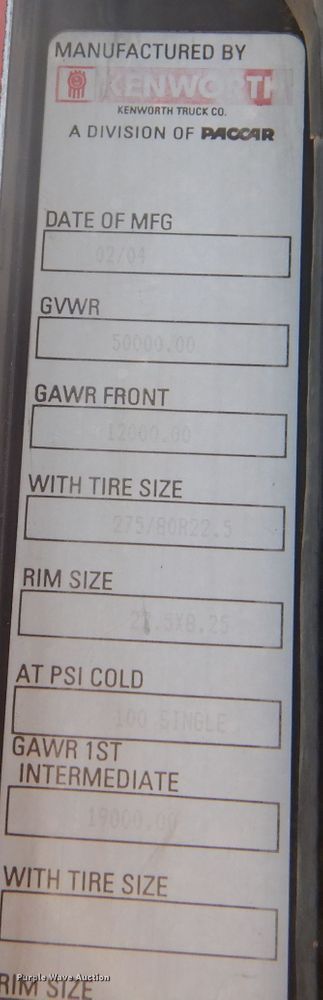 MANUFACTURED BY
KENWORTH
KENWORTH TRUCK CO.
A DIVISION OF PACCAR
DATE OF MFG
02/04
GVWR
50000.00
GAWR FRONT
12000.00
WITH TIRE SIZE
275/80R22.5
RIM SIZE
22.5X8.25
AT PSI COLD
100 SINGLE
GAWR 1ST
INTERMEDIATE
19000.00
WITH TIRE SIZE
RIM SIZE
Purple Wave Auction